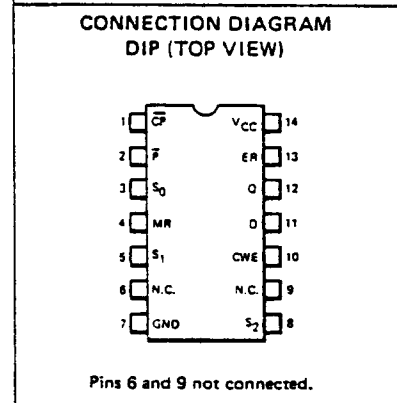 CONNECTION DIAGRAM
DIP (TOP VIEW)
1 C̅P̅ VCC 14
2 P̅ ER 13
3 S0 Q 12
4 MR D 11
5 S1 CWE 10
6 N.C. N.C. 9
7 GND S2 8
Pins 6 and 9 not connected.